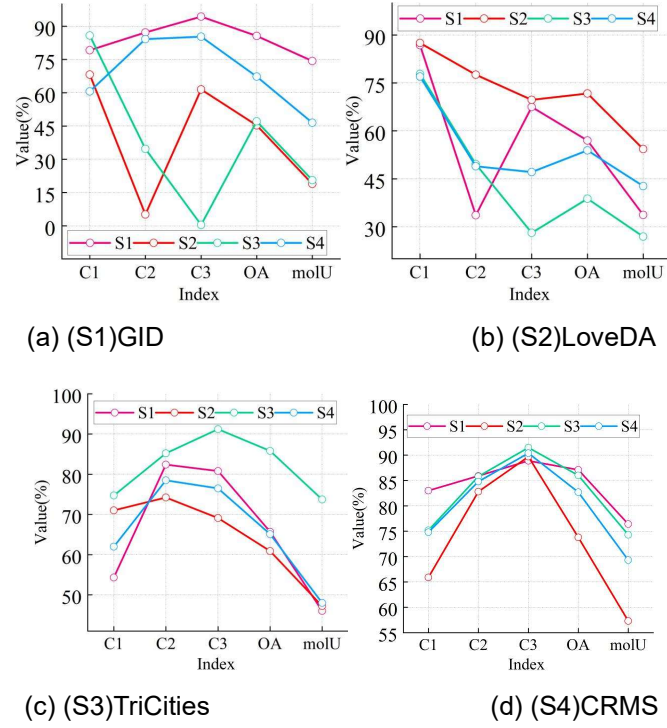 90
75
60
45
30
15
0
Value(%)
S1 S2 S3 S4
C1 C2 C3 OA molU
Index
(a) (S1)GID
S1 S2 S3 S4
90
75
60
45
30
Value(%)
C1 C2 C3 OA molU
Index
(b) (S2)LoveDA
100
90
80
70
60
50
Value(%)
S1 S2 S3 S4
C1 C2 C3 OA molU
Index
(c) (S3)TriCities
100
95
90
85
80
75
70
65
60
55
Value(%)
S1 S2 S3 S4
C1 C2 C3 OA molU
Index
(d) (S4)CRMS